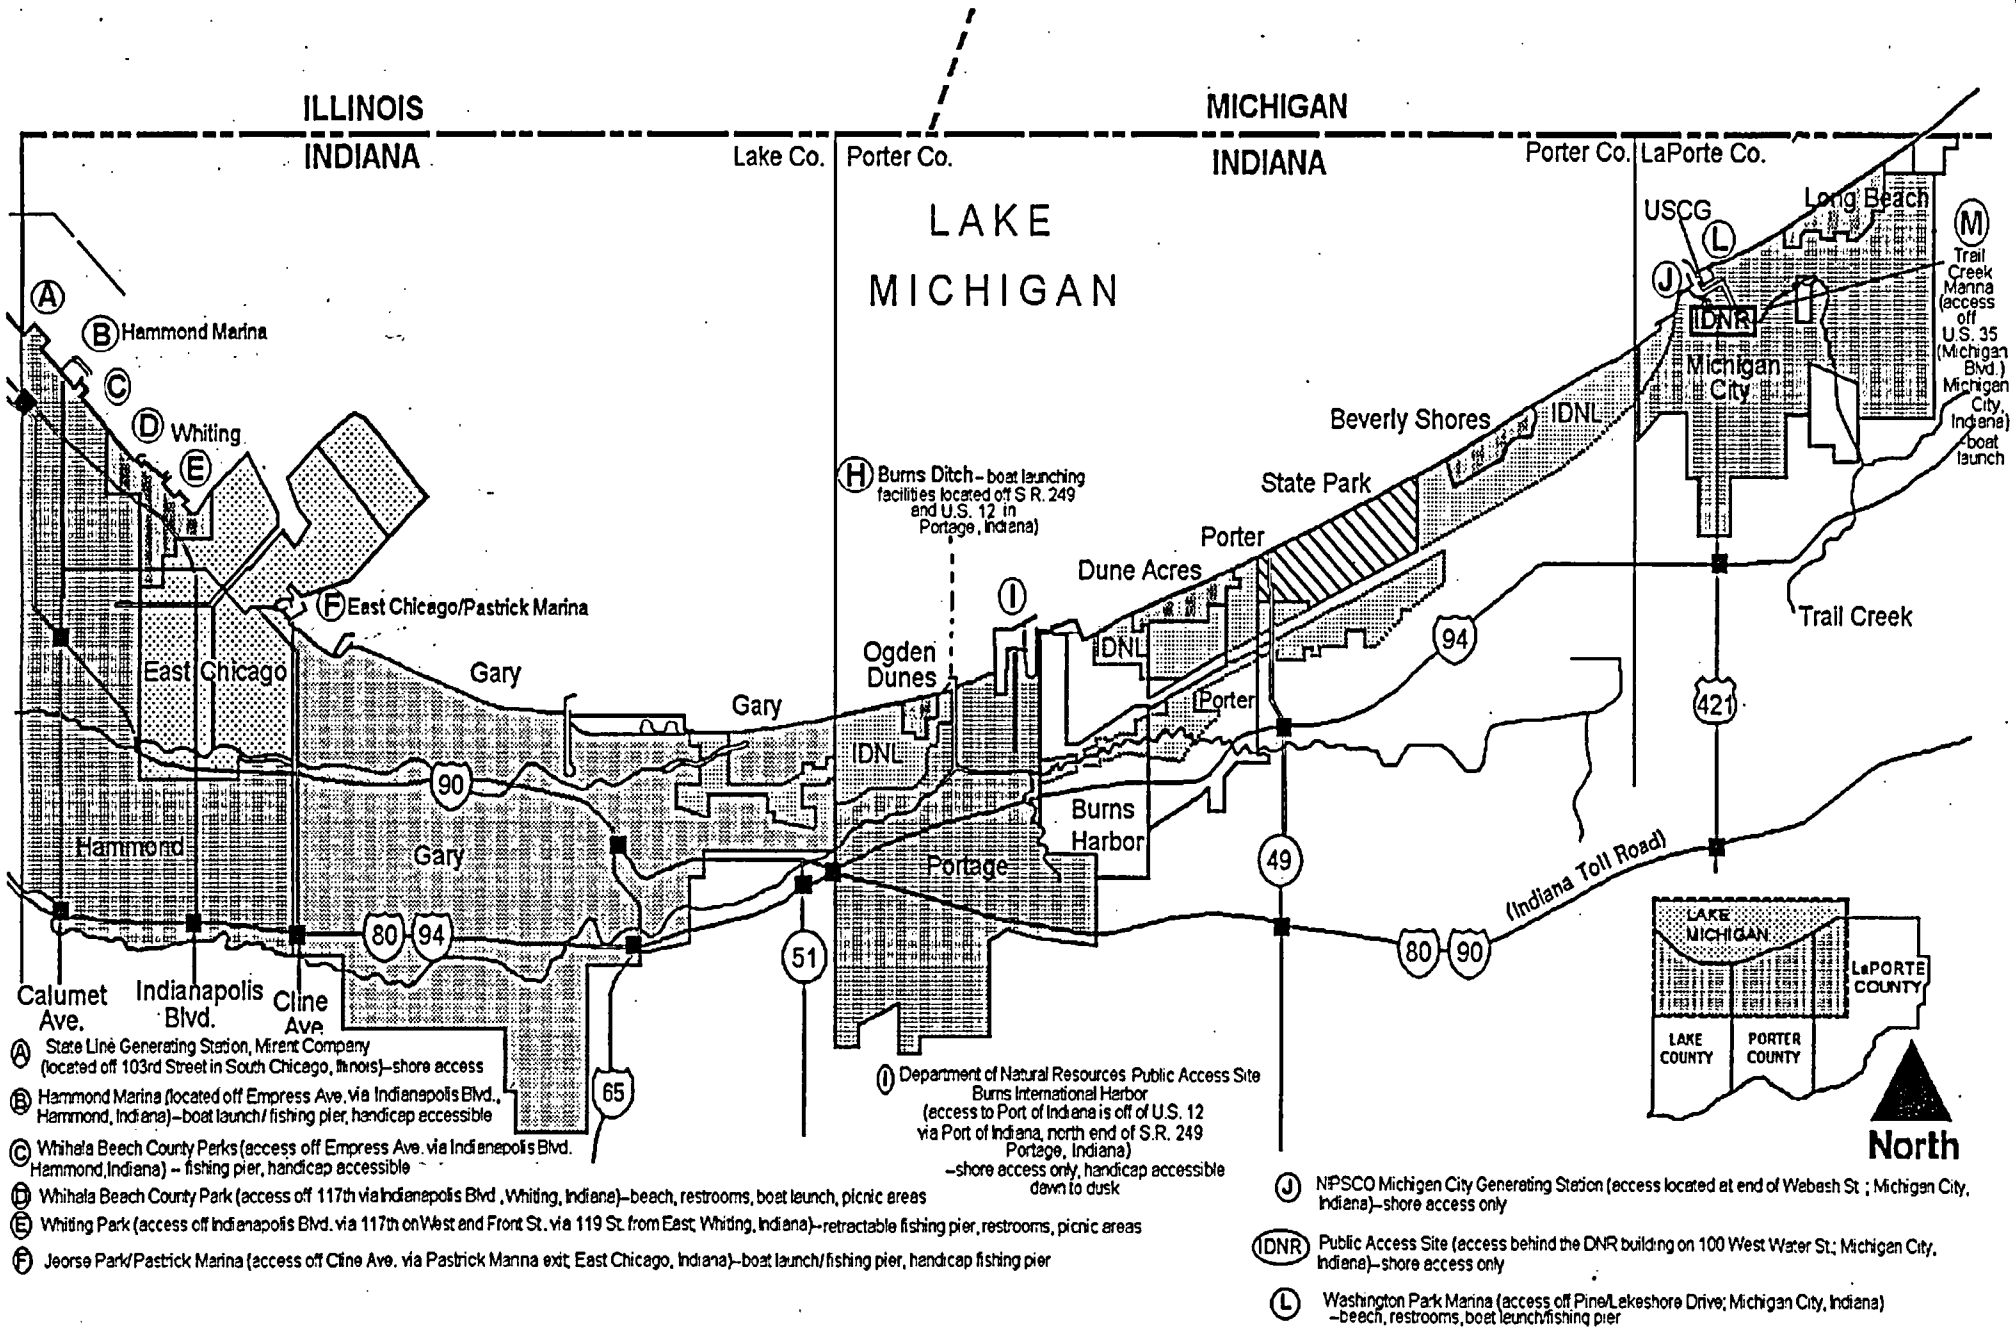 ILLINOIS
MICHIGAN
INDIANA
Lake Co.
Porter Co.
INDIANA
Porter Co.
LaPorte Co.
LAKE
MICHIGAN
Long Beach
USCG
L
M
J
Trail
Creek
Marina
(access
off
U.S. 35
(Michigan
Blvd.)
Michigan
City,
Indiana)
-boat
launch
IDNR
Michigan
City
A
B
Hammond Marina
C
D
Whiting
E
Beverly Shores
IDNL
H
Burns Ditch – boat launching
facilities located off S R. 249
and U.S. 12 in
Portage, Indiana)
State Park
Porter
Dune Acres
I
F
East Chicago/Pastrick Marina
94
Trail Creek
Ogden
Dunes
IDNL
East Chicago
Gary
Gary
Porter
421
IDNL
90
Burns
Harbor
Hammond
Gary
Portage
49
(Indiana Toll Road)
80
94
51
80
90
LAKE
MICHIGAN
LaPORTE
COUNTY
LAKE
COUNTY
PORTER
COUNTY
North
Calumet
Ave.
Indianapolis
Blvd.
Cline
Ave.
65
A State Line Generating Station, Mirant Company
(located off 103rd Street in South Chicago, Illinois)–shore access
B Hammond Marina (located off Empress Ave. via Indianapolis Blvd.,
Hammond, Indiana)–boat launch/ fishing pier, handicap accessible
C Whihala Beach County Parks (access off Empress Ave. via Indianapolis Blvd.
Hammond, Indiana) – fishing pier, handicap accessible
D Whihala Beach County Park (access off 117th via Indianapolis Blvd., Whiting, Indiana)–beach, restrooms, boat launch, picnic areas
E Whiting Park (access off Indianapolis Blvd. via 117th on West and Front St. via 119 St. from East, Whiting, Indiana)–retractable fishing pier, restrooms, picnic areas
F Jeorse Park/Pastrick Marina (access off Cline Ave. via Pastrick Marina exit, East Chicago, Indiana)–boat launch/fishing pier, handicap fishing pier
I Department of Natural Resources Public Access Site
Burns International Harbor
(access to Port of Indiana is off of U.S. 12
via Port of Indiana, north end of S.R. 249
Portage, Indiana)
–shore access only, handicap accessible
dawn to dusk
J NIPSCO Michigan City Generating Station (access located at end of Wabash St.; Michigan City,
Indiana)–shore access only
IDNR Public Access Site (access behind the DNR building on 100 West Water St.; Michigan City,
Indiana)–shore access only
L Washington Park Marina (access off Pine/Lakeshore Drive; Michigan City, Indiana)
–beach, restrooms, boat launch/fishing pier